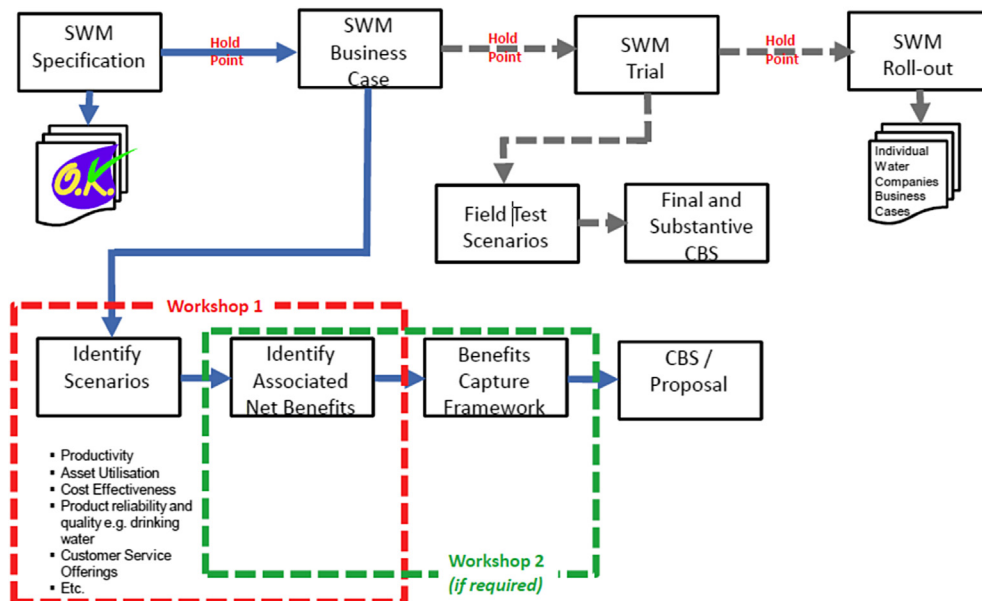 SWM
Specification
Hold
Point
SWM
Business
Case
Hold
Point
SWM
Trial
Hold
Point
SWM
Roll-out
O.K.
Individual
Water
Companies
Business
Cases
Field Test
Scenarios
Final and
Substantive
CBS
Workshop 1
Identify
Scenarios
Identify
Associated
Net Benefits
Benefits
Capture
Framework
CBS /
Proposal
▪ Productivity
▪ Asset Utilisation
▪ Cost Effectiveness
▪ Product reliability and
quality e.g. drinking
water
▪ Customer Service
Offerings
▪ Etc.
Workshop 2
(if required)